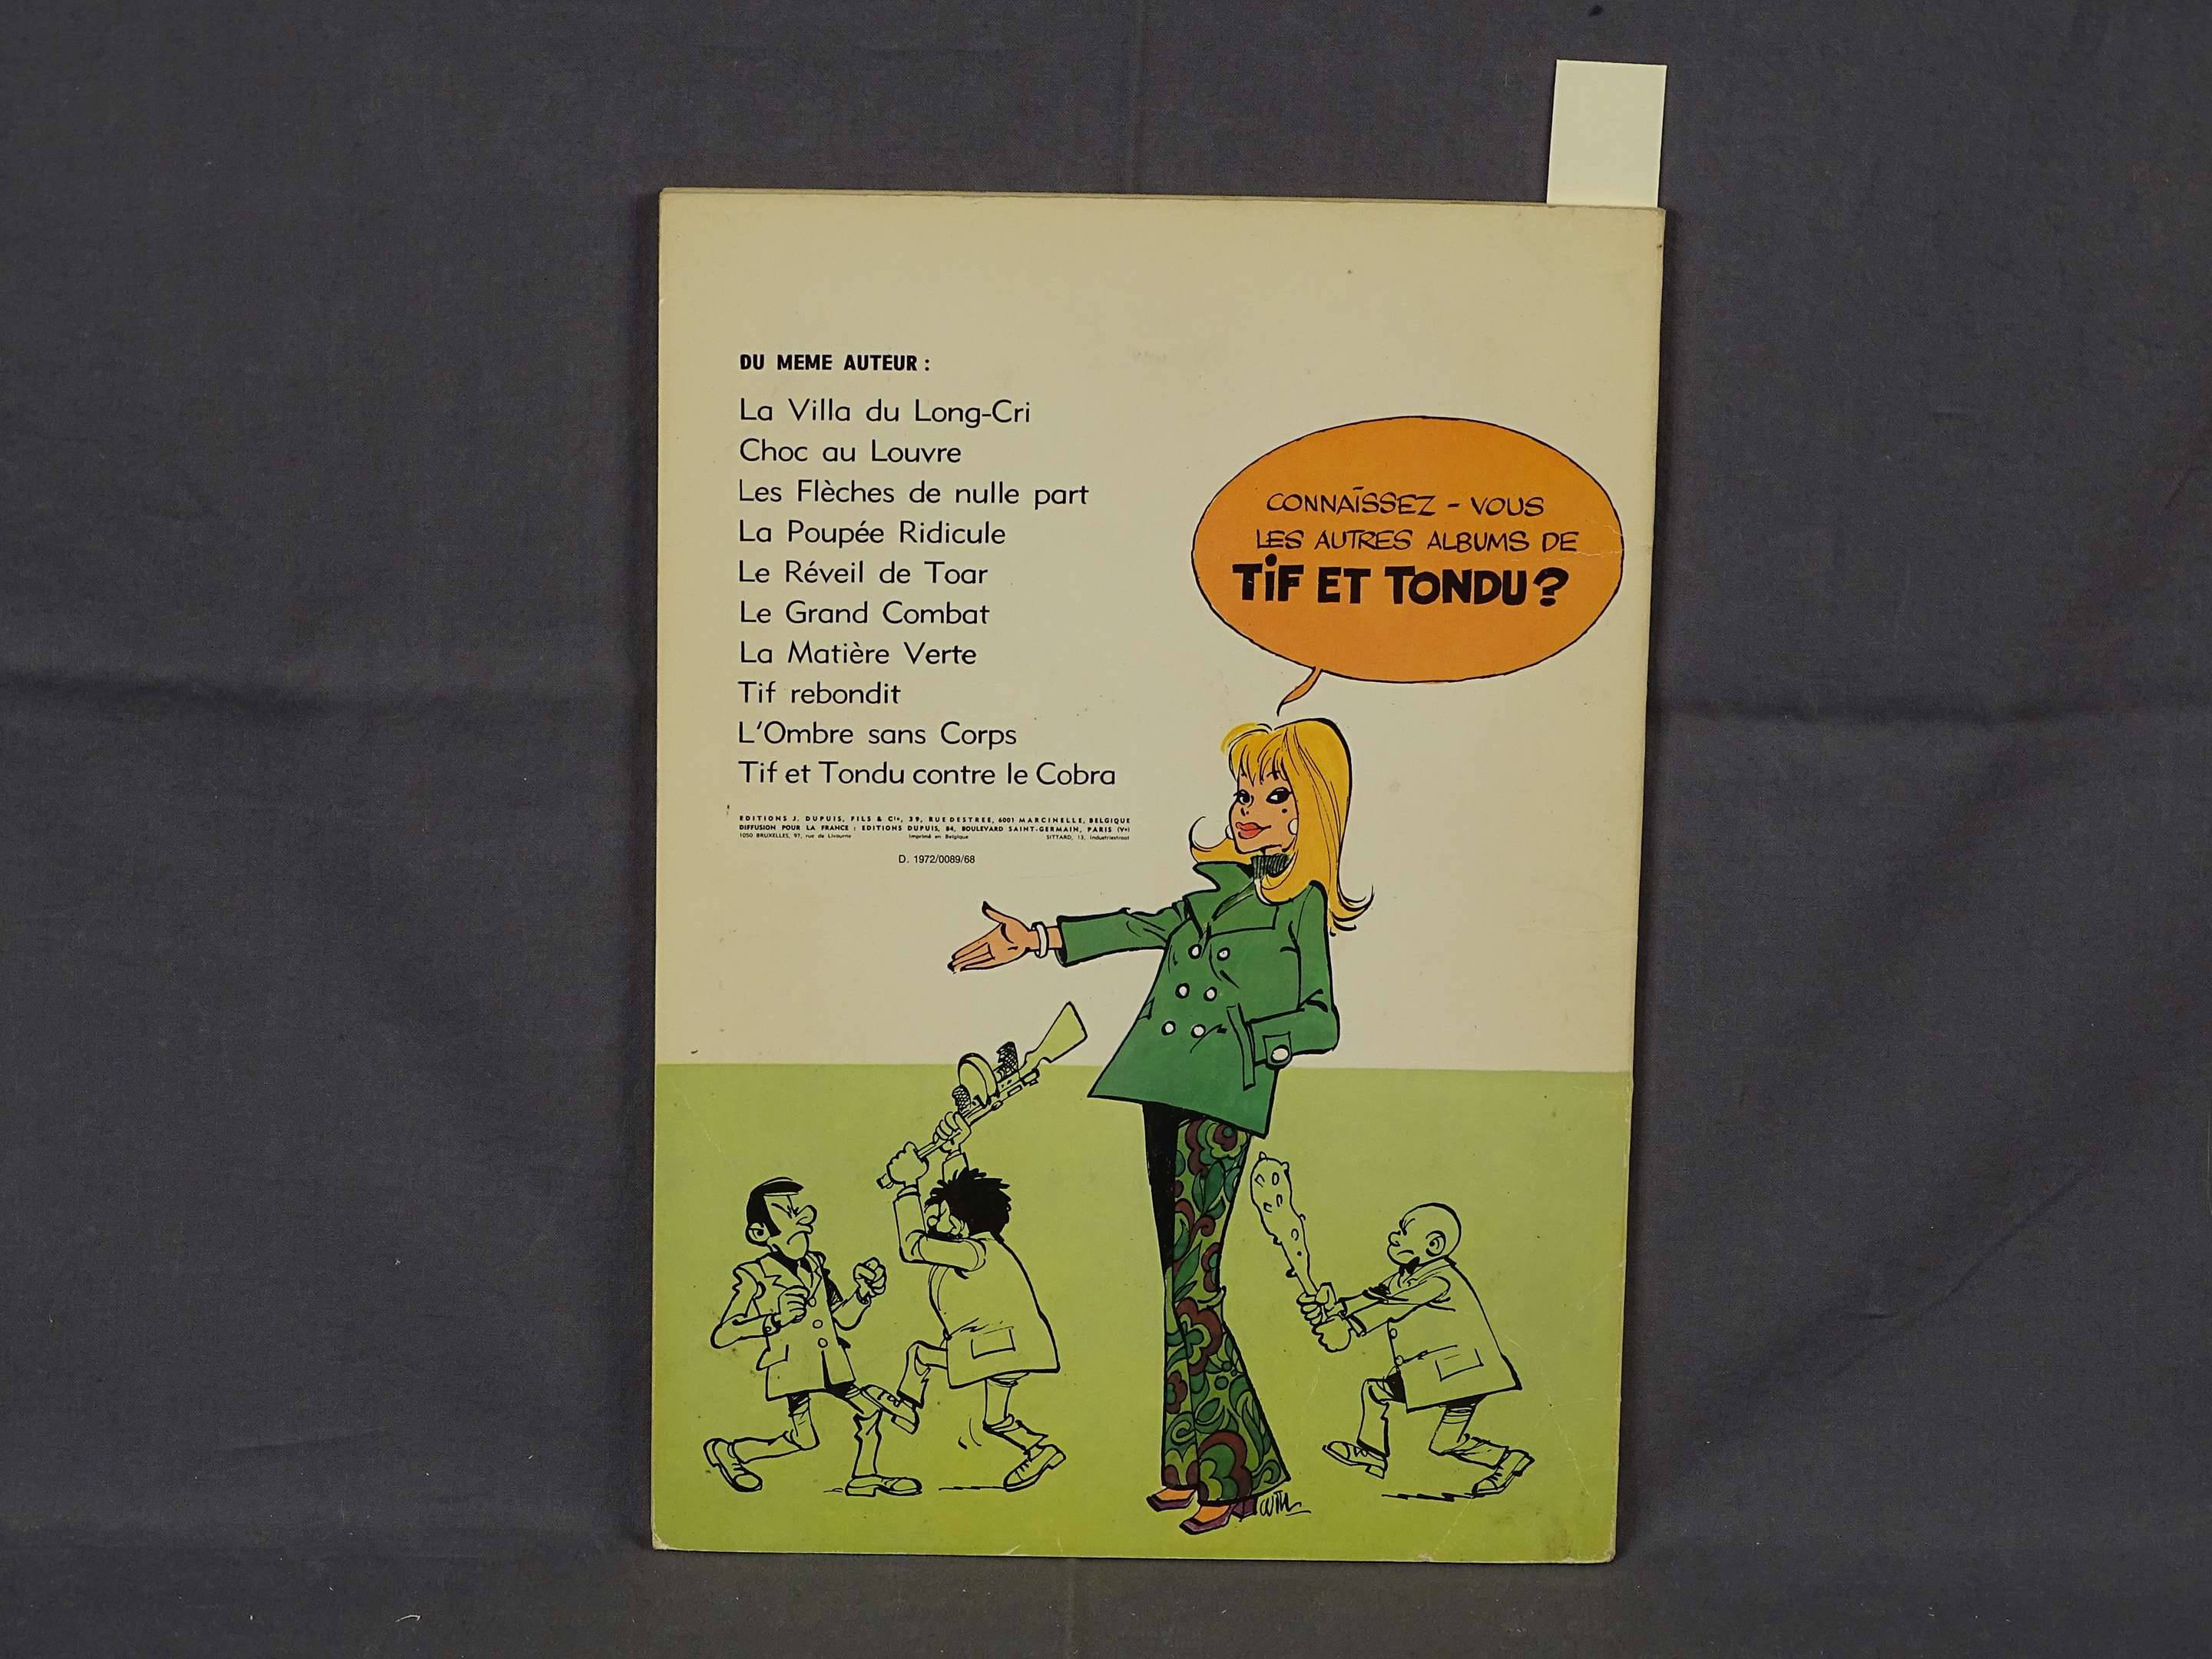 DU MEME AUTEUR :
La Villa du Long-Cri
Choc au Louvre
Les Flèches de nulle part
La Poupée Ridicule
Le Réveil de Toar
Le Grand Combat
La Matière Verte
Tif rebondit
L'Ombre sans Corps
Tif et Tondu contre le Cobra
EDITIONS J. DUPUIS, FILS & Cie, 39, RUE DESTREE, 6001 MARCINELLE, BELGIQUE
DIFFUSION POUR LA FRANCE : EDITIONS DUPUIS, 84, BOULEVARD SAINT-GERMAIN, PARIS (Ve)
1050 BRUXELLES, 97, rue de Livourne Imprimé en Belgique SITTARD, 13, Industriestraat
D. 1972/0089/68
CONNAISSEZ - VOUS
LES AUTRES ALBUMS DE
TiF ET TONDU ?
WILL